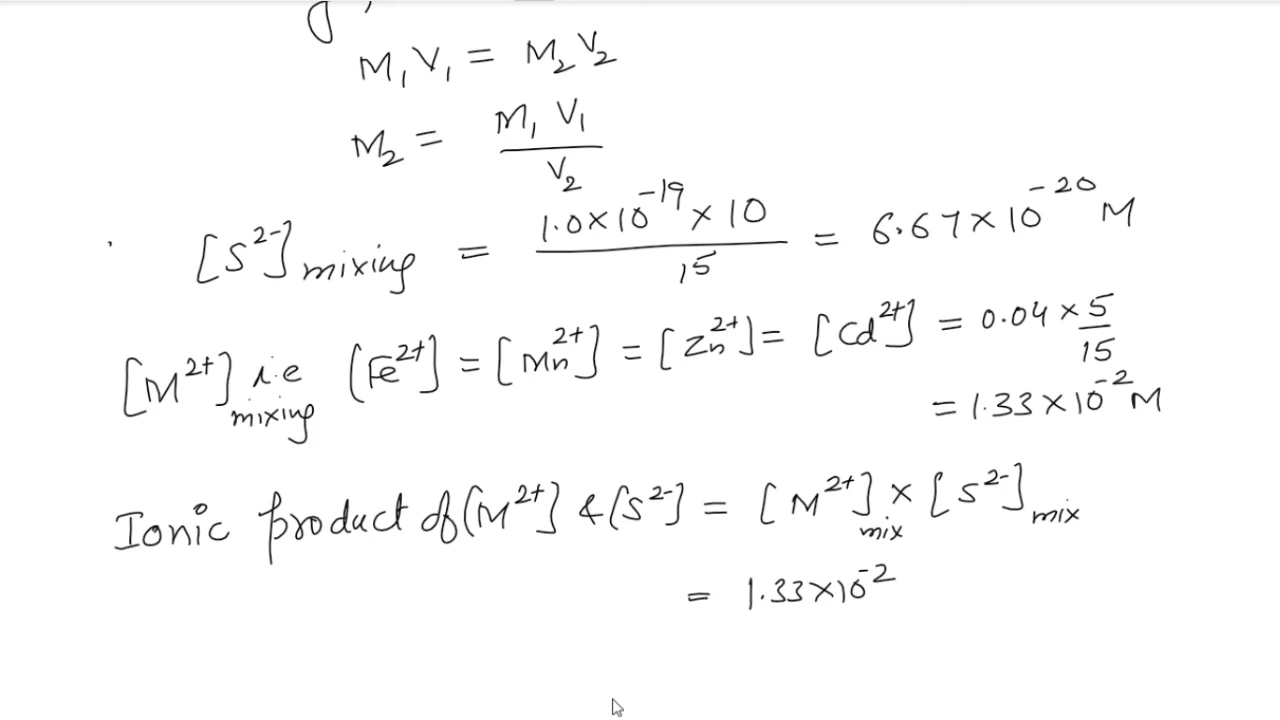 M₁V₁ = M₂V₂
M₂ = M₁ V₁ / V₂
[S²⁻] mixing = 1.0×10⁻¹⁹ × 10 / 15 = 6.67×10⁻²⁰ M
[M²⁺] mixing i.e [Fe²⁺] = [Mn²⁺] = [Zn²⁺] = [Cd²⁺] = 0.04 × 5/15
= 1.33×10⁻² M
Ionic product of [M²⁺] & [S²⁻] = [M²⁺] mix × [S²⁻] mix
= 1.33×10⁻²